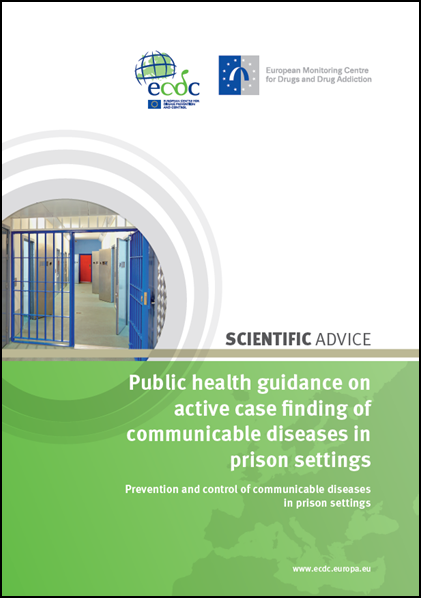 ecdc
EUROPEAN CENTRE FOR
DISEASE PREVENTION
AND CONTROL
European Monitoring Centre
for Drugs and Drug Addiction
SCIENTIFIC ADVICE
Public health guidance on
active case finding of
communicable diseases in
prison settings
Prevention and control of communicable diseases
in prison settings
www.ecdc.europa.eu